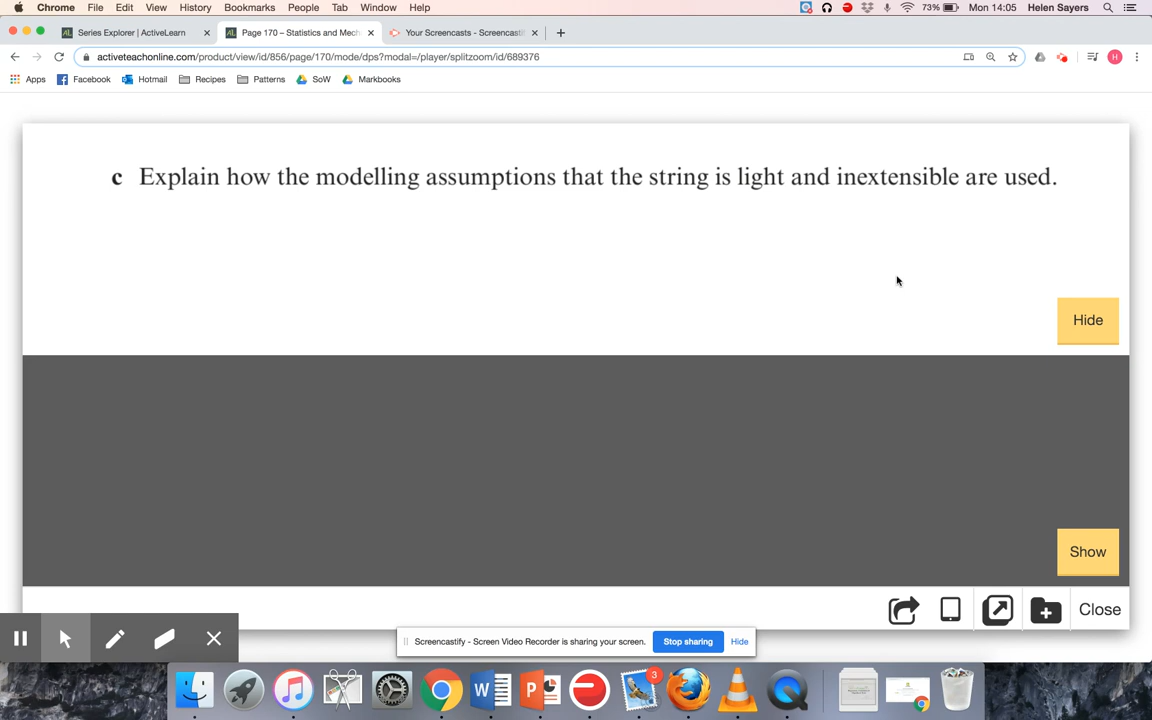 Chrome File Edit View History Bookmarks People Tab Window Help 73% Mon 14:05 Helen Sayers
Series Explorer | ActiveLearn Page 170 – Statistics and Mech Your Screencasts - Screencasti
activeteachonline.com/product/view/id/856/page/170/mode/dps?modal=/player/splitzoom/id/689376 H
Apps Facebook Hotmail Recipes Patterns SoW Markbooks
c Explain how the modelling assumptions that the string is light and inextensible are used.
Hide
Show
Close
Screencastify - Screen Video Recorder is sharing your screen. Stop sharing Hide
3